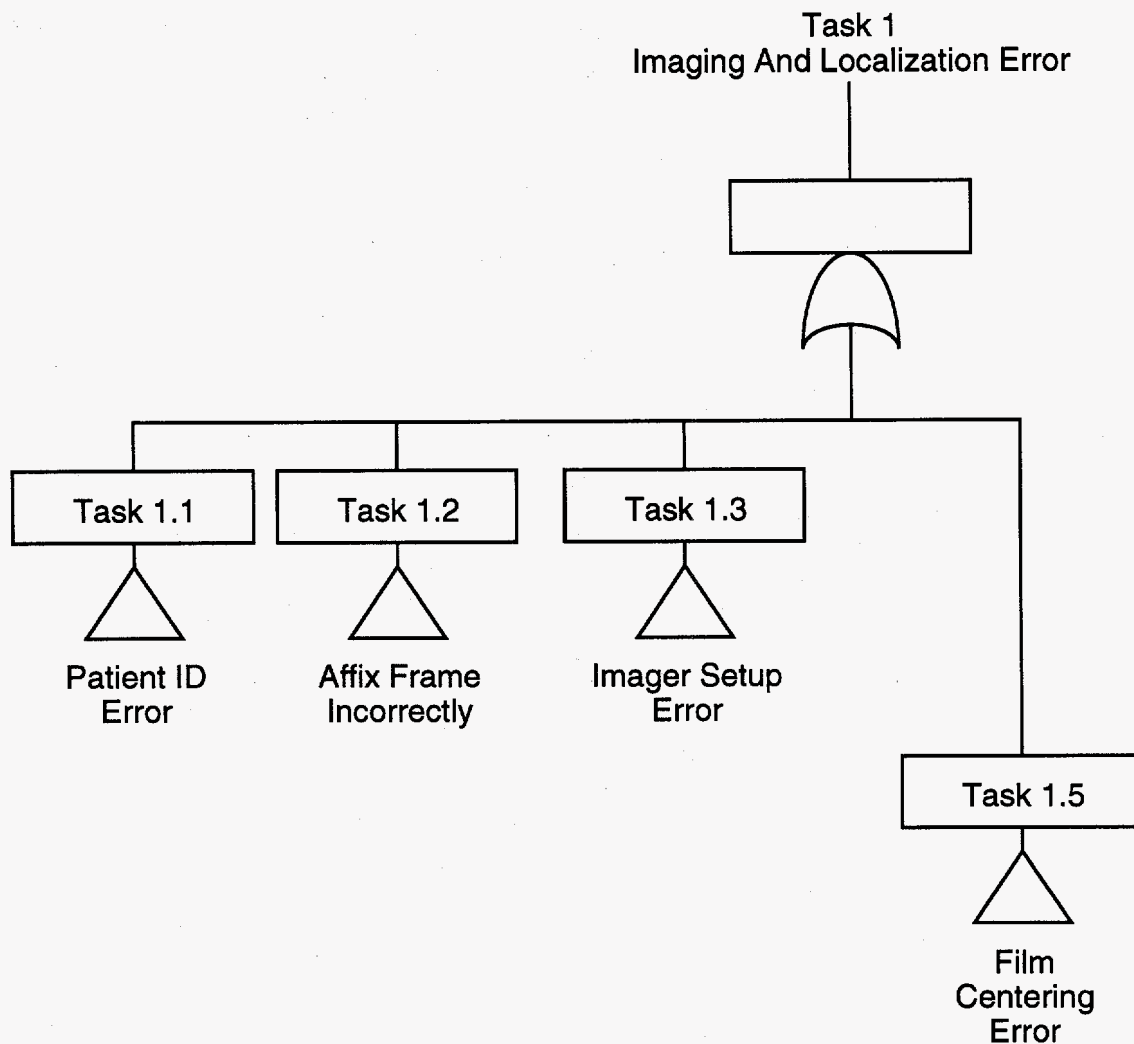 Task 1
Imaging And Localization Error
Task 1.1
Task 1.2
Task 1.3
Patient ID
Error
Affix Frame
Incorrectly
Imager Setup
Error
Task 1.5
Film
Centering
Error